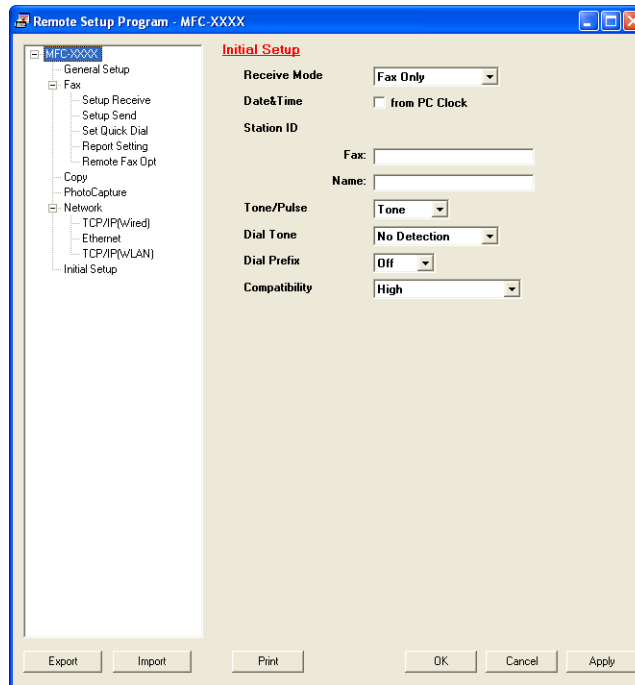 Remote Setup Program - MFC-XXXX
MFC-XXXX
General Setup
Fax
Setup Receive
Setup Send
Set Quick Dial
Report Setting
Remote Fax Opt
Copy
PhotoCapture
Network
TCP/IP(Wired)
Ethernet
TCP/IP(WLAN)
Initial Setup
Initial Setup
Receive Mode Fax Only
Date&Time from PC Clock
Station ID
Fax:
Name:
Tone/Pulse Tone
Dial Tone No Detection
Dial Prefix Off
Compatibility High
Export Import Print OK Cancel Apply